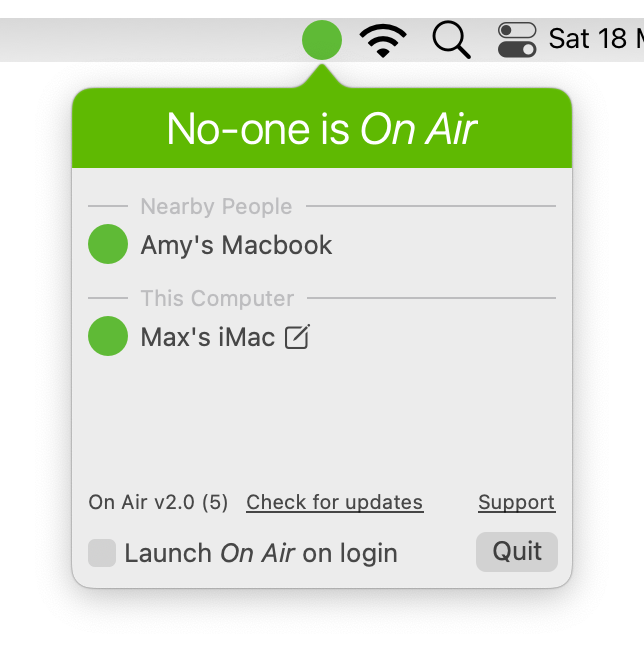 Sat 18
No-one is On Air
Nearby People
Amy's Macbook
This Computer
Max's iMac
On Air v2.0 (5) Check for updates Support
Launch On Air on login Quit